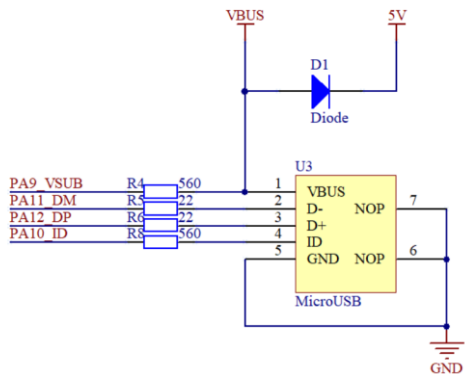 VBUS
5V
D1
Diode
U3
PA9_VSUB R4 560 1 VBUS
PA11_DM R5 22 2 D- NOP 7
PA12_DP R6 22 3 D+
PA10_ID R8 560 4 ID
5 GND NOP 6
MicroUSB
GND